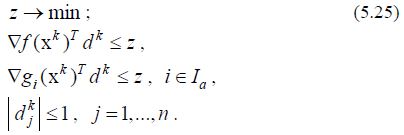 z → min ; (5.25)
∇f(x^k)^T d^k ≤ z ,
∇g_i(x^k)^T d^k ≤ z , i ∈ I_a ,
|d_j^k| ≤ 1 , j = 1,...,n .